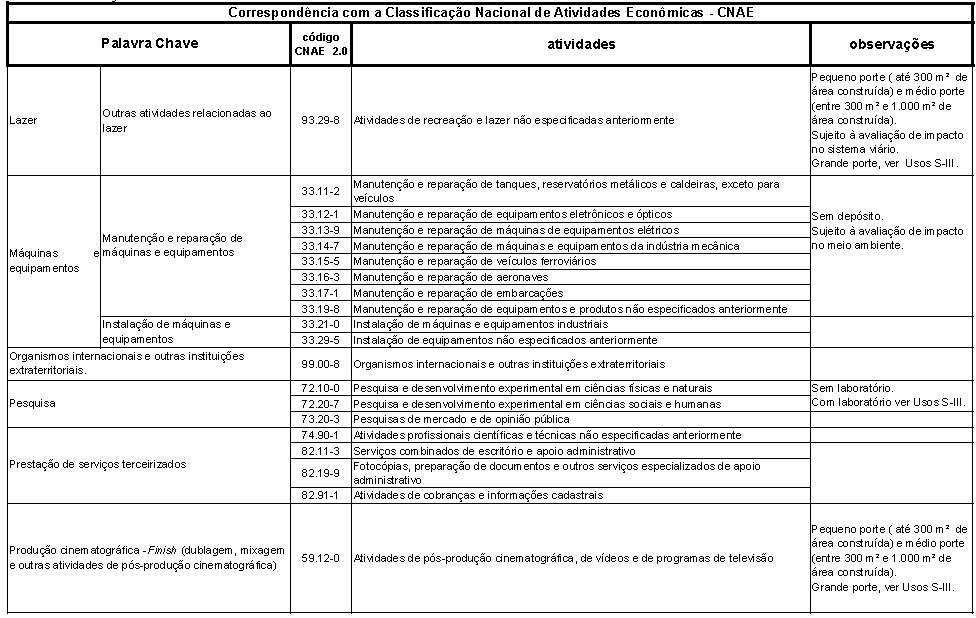 Correspondência com a Classificação Nacional de Atividades Econômicas - CNAE
Palavra Chave
código
CNAE 2.0
atividades
observações
Lazer
Outras atividades relacionadas ao
lazer
93.29-8
Atividades de recreação e lazer não especificadas anteriormente
Pequeno porte ( até 300 m² de
área construída) e médio porte
(entre 300 m² e 1.000 m² de
área construída).
Sujeito à avaliação de impacto
no sistema viário.
Grande porte, ver Usos S-III.
Máquinas e
equipamentos
Manutenção e reparação de
máquinas e equipamentos
33.11-2
Manutenção e reparação de tanques, reservatórios metálicos e caldeiras, exceto para
veículos
33.12-1 Manutenção e reparação de equipamentos eletrônicos e ópticos
33.13-9 Manutenção e reparação de máquinas de equipamentos elétricos
33.14-7 Manutenção e reparação de máquinas e equipamentos da indústria mecânica
33.15-5 Manutenção e reparação de veículos ferroviários
33.16-3 Manutenção e reparação de aeronaves
33.17-1 Manutenção e reparação de embarcações
33.19-8 Manutenção e reparação de equipamentos e produtos não especificados anteriormente
Sem depósito.
Sujeito à avaliação de impacto
no meio ambiente.
Instalação de máquinas e
equipamentos
33.21-0 Instalação de máquinas e equipamentos industriais
33.29-5 Instalação de equipamentos não especificados anteriormente
Organismos internacionais e outras instituições
extraterritoriais.
99.00-8 Organismos internacionais e outras instituições extraterritoriais
Pesquisa
72.10-0 Pesquisa e desenvolvimento experimental em ciências físicas e naturais
72.20-7 Pesquisa e desenvolvimento experimental em ciências sociais e humanas
73.20-3 Pesquisas de mercado e de opinião pública
Sem laboratório.
Com laboratório ver Usos S-III.
Prestação de serviços terceirizados
74.90-1 Atividades profissionais científicas e técnicas não especificadas anteriormente
82.11-3 Serviços combinados de escritório e apoio administrativo
82.19-9
Fotocópias, preparação de documentos e outros serviços especializados de apoio
administrativo
82.91-1 Atividades de cobranças e informações cadastrais
Produção cinematográfica -Finish (dublagem, mixagem
e outras atividades de pós-produção cinematográfica)
59.12-0 Atividades de pós-produção cinematográfica, de vídeos e de programas de televisão
Pequeno porte ( até 300 m² de
área construída) e médio porte
(entre 300 m² e 1.000 m² de
área construída).
Grande porte, ver Usos S-III.